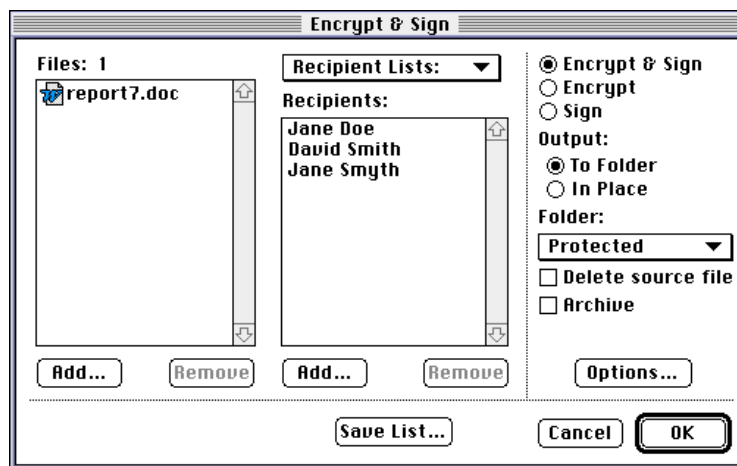 Encrypt & Sign
Files: 1
report7.doc
Add...
Remove
Recipient Lists:
Recipients:
Jane Doe
David Smith
Jane Smyth
Add...
Remove
Encrypt & Sign
Encrypt
Sign
Output:
To Folder
In Place
Folder:
Protected
Delete source file
Archive
Options...
Save List...
Cancel
OK